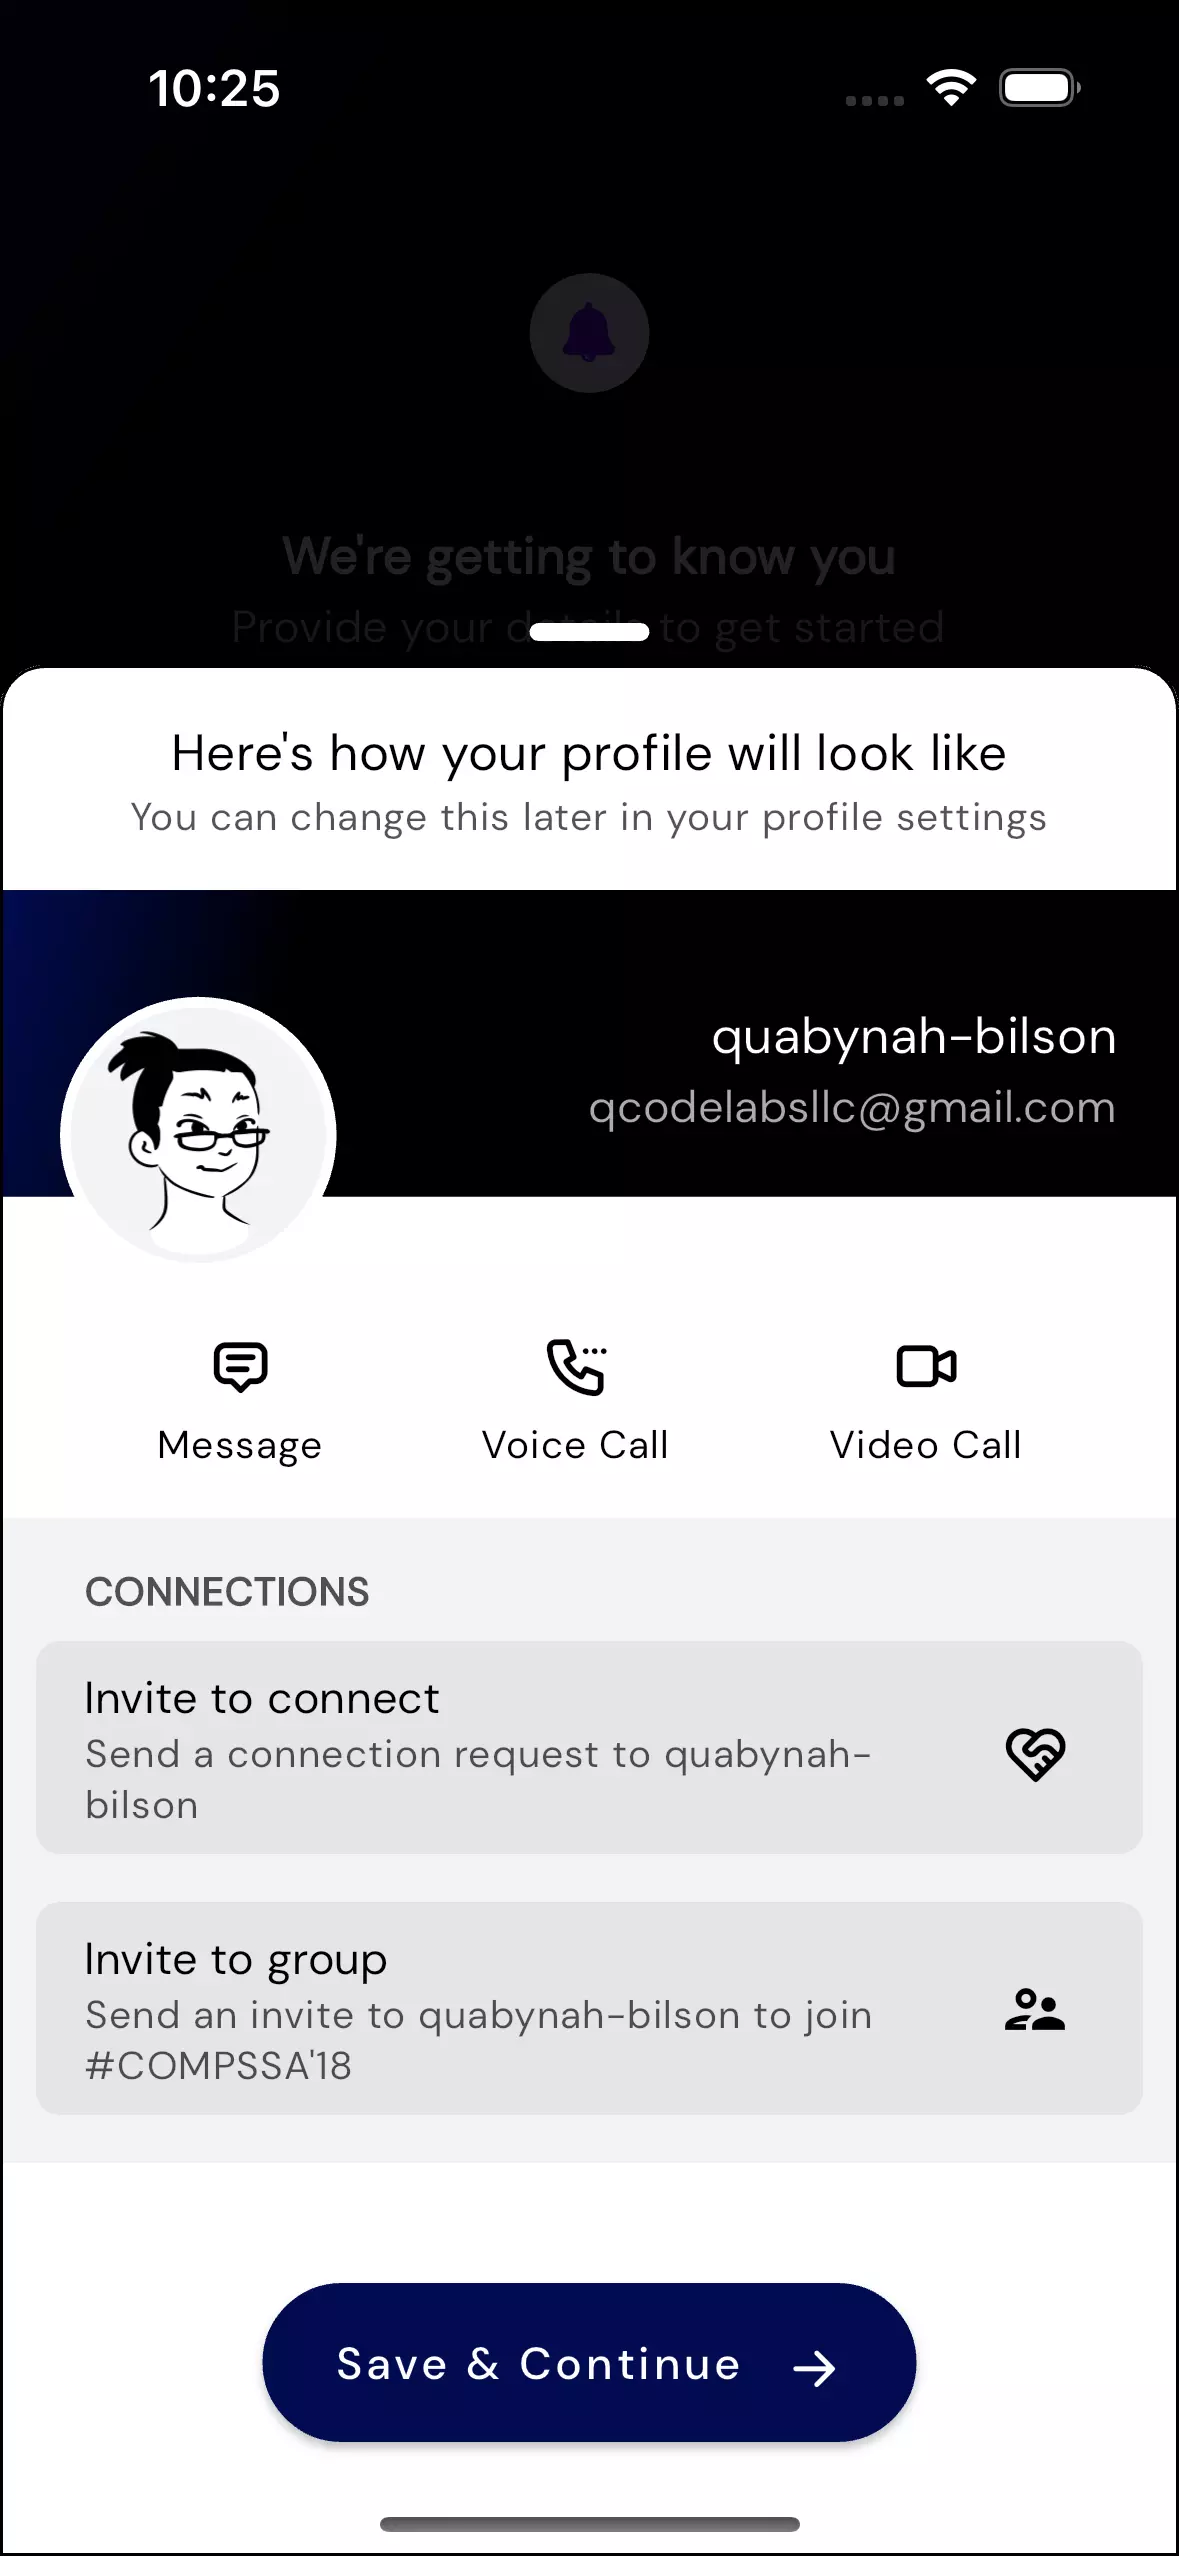 10:25
We're getting to know you
Provide your details to get started
Here's how your profile will look like
You can change this later in your profile settings
quabynah-bilson
qcodelabsllc@gmail.com
Message
Voice Call
Video Call
CONNECTIONS
Invite to connect
Send a connection request to quabynah-
bilson
Invite to group
Send an invite to quabynah-bilson to join
#COMPSSA'18
Save & Continue